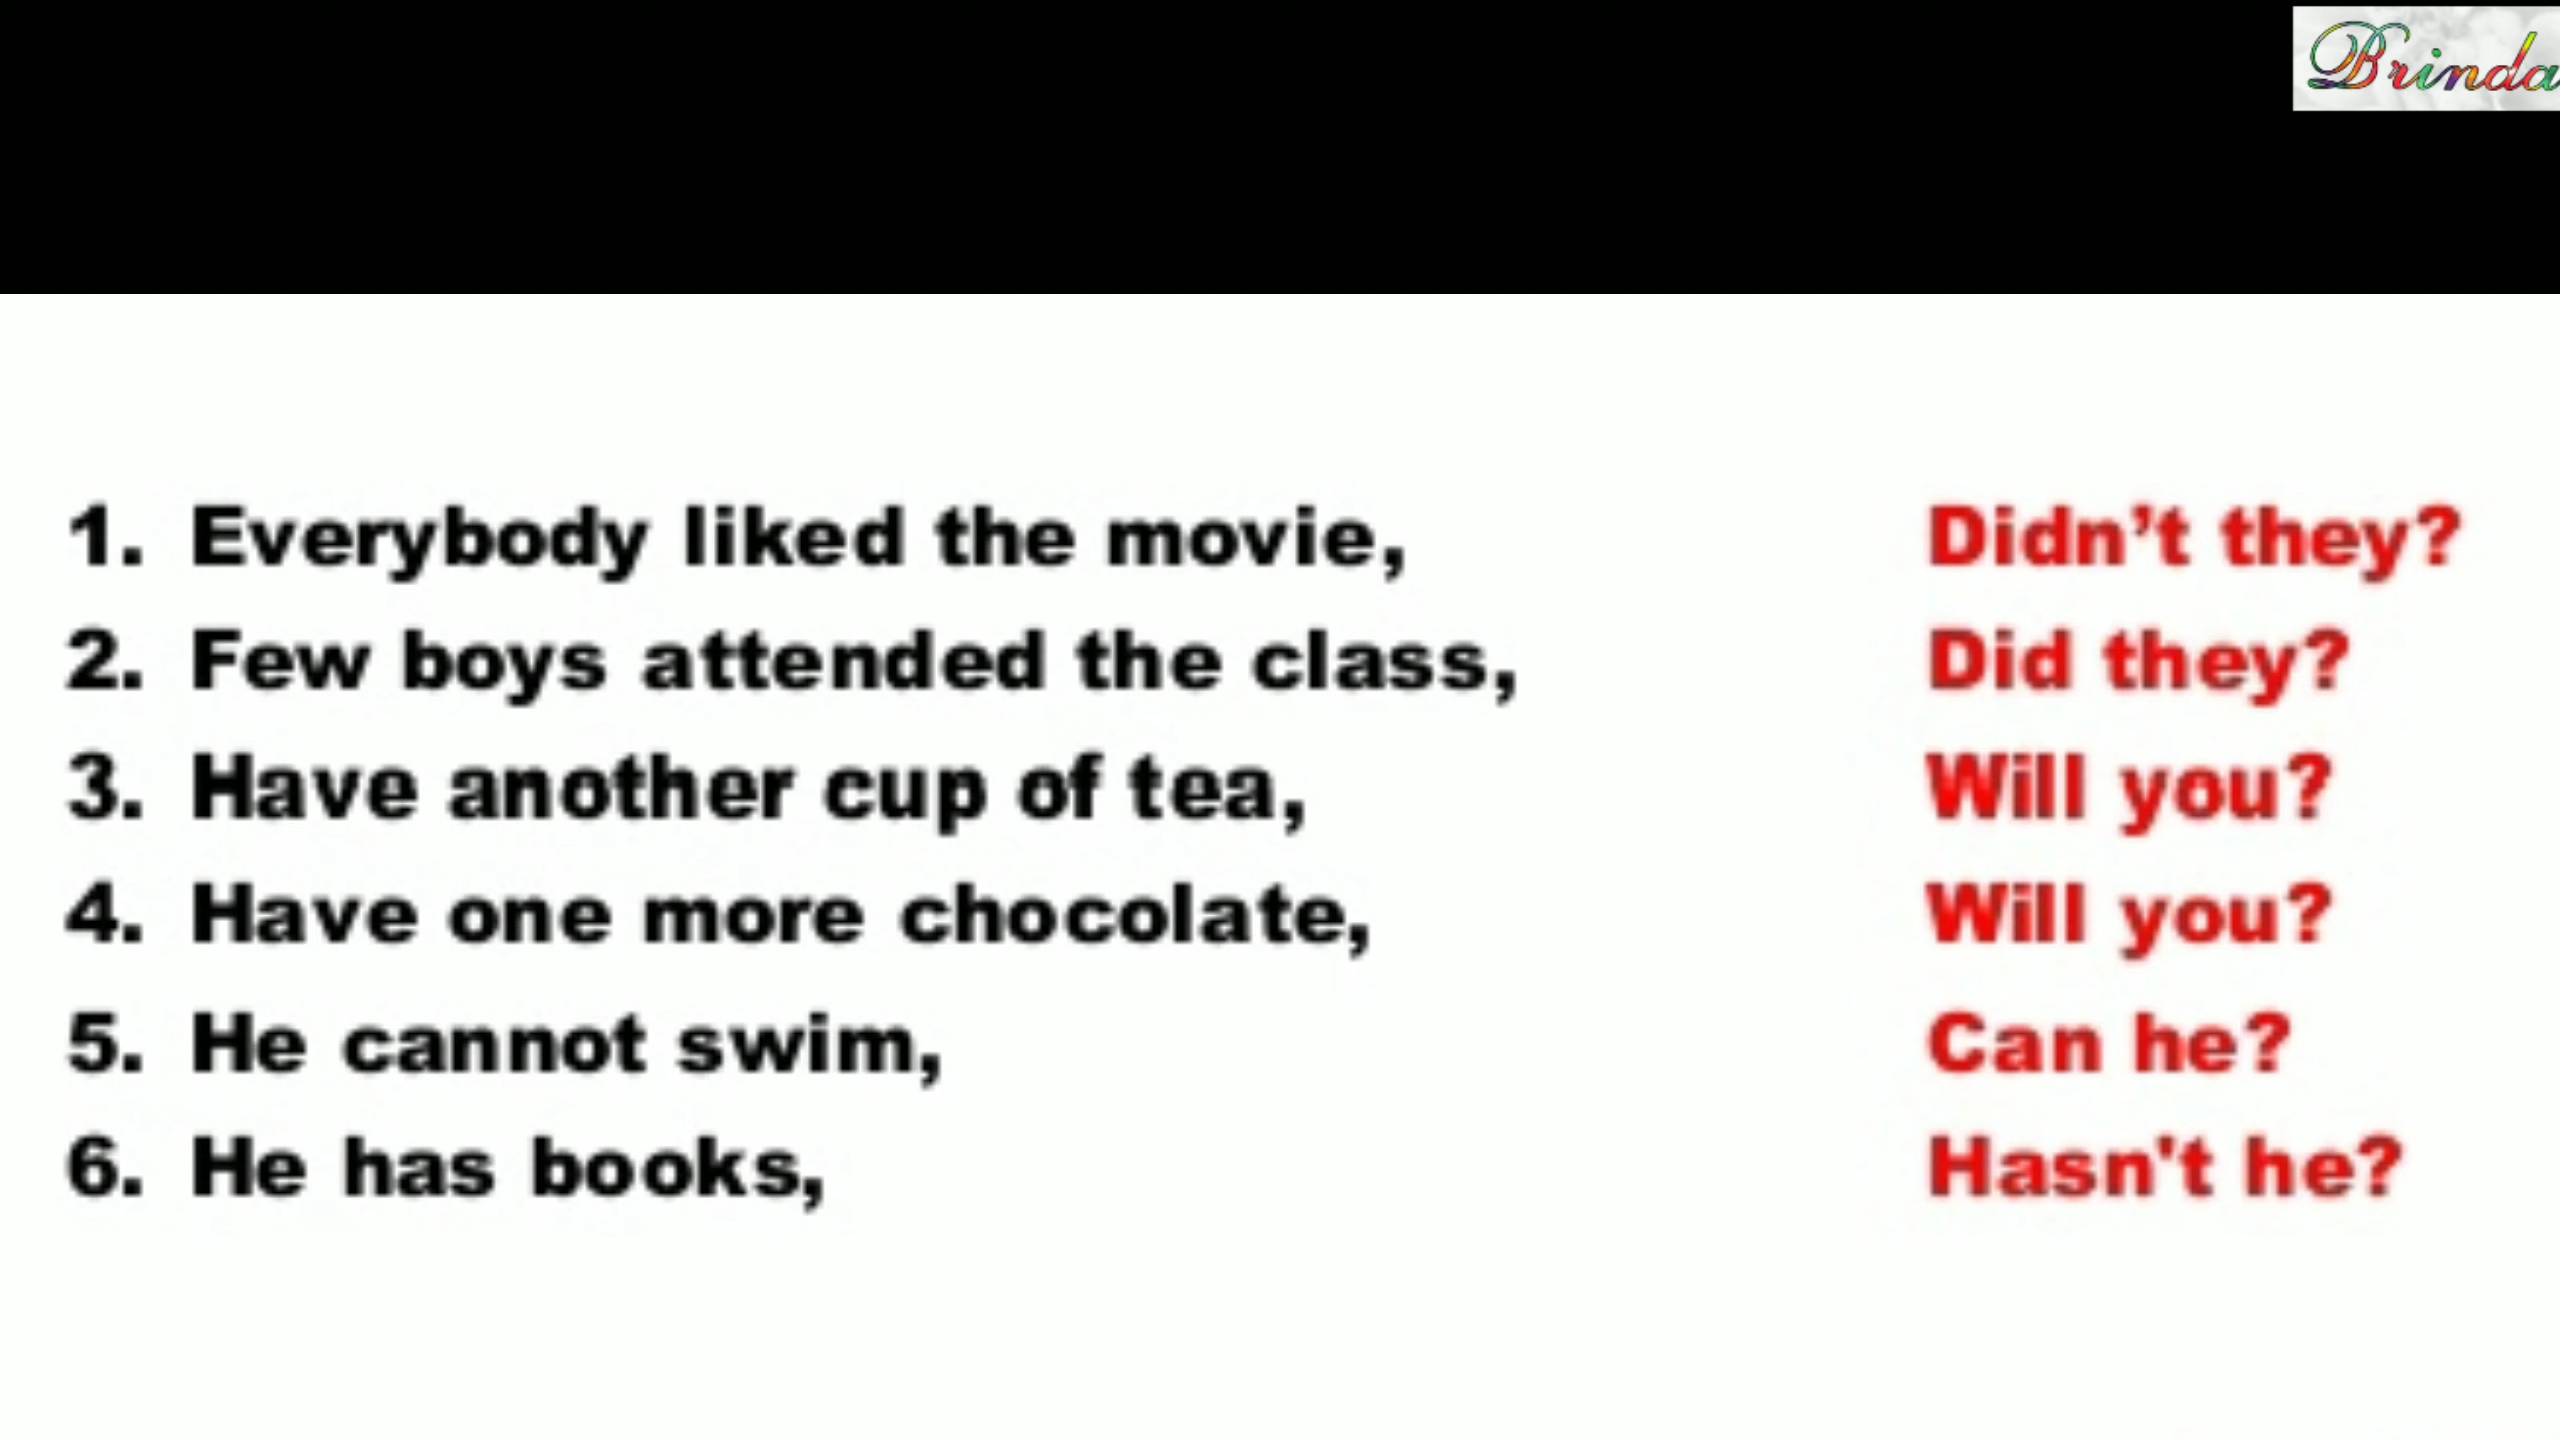 Brinda
1. Everybody liked the movie, Didn’t they?
2. Few boys attended the class, Did they?
3. Have another cup of tea, Will you?
4. Have one more chocolate, Will you?
5. He cannot swim, Can he?
6. He has books, Hasn't he?